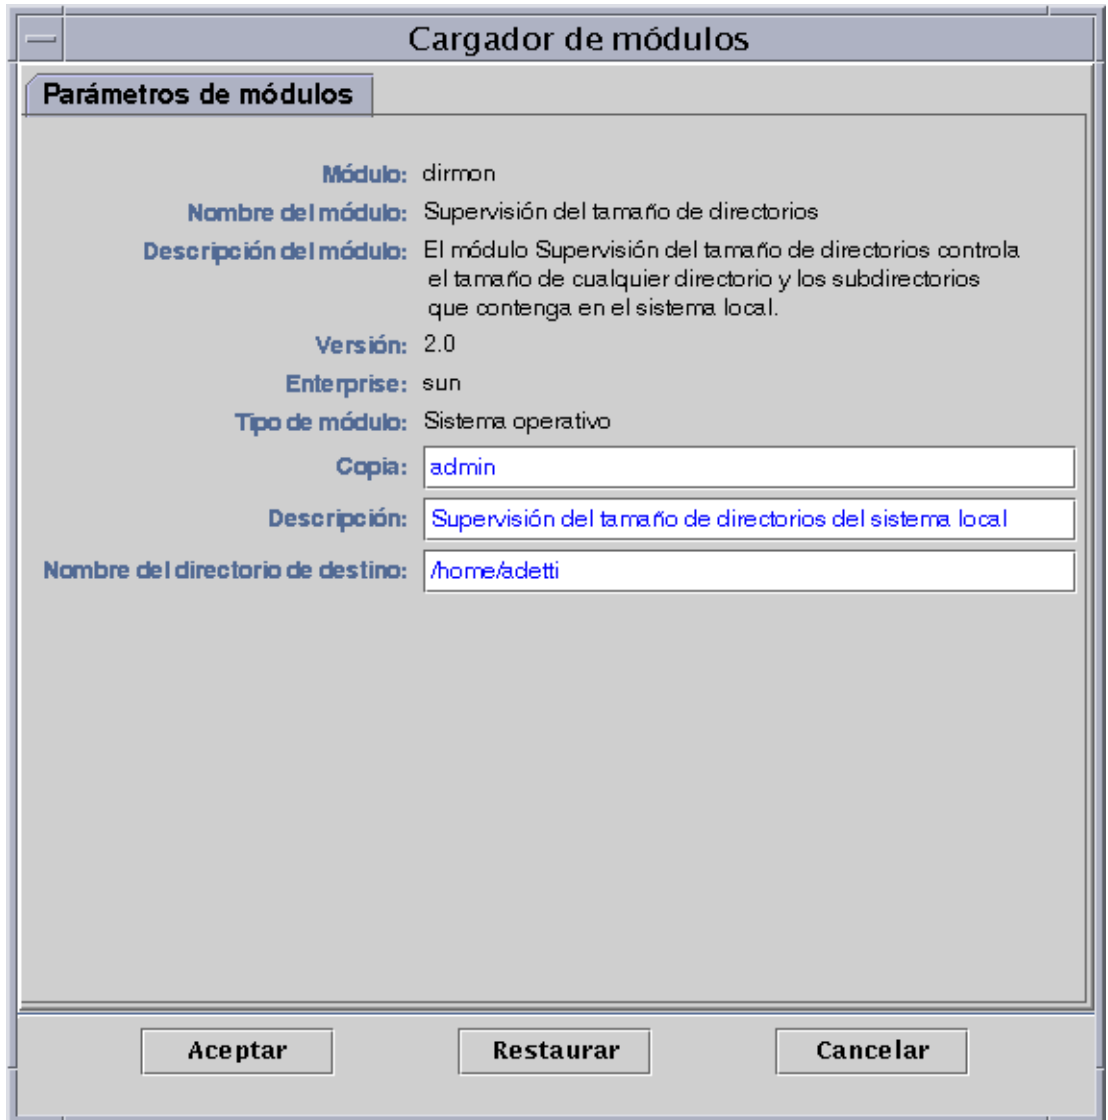 Cargador de módulos
Parámetros de módulos
Módulo: dirmon
Nombre del módulo: Supervisión del tamaño de directorios
Descripción del módulo: El módulo Supervisión del tamaño de directorios controla
el tamaño de cualquier directorio y los subdirectorios
que contenga en el sistema local.
Versión: 2.0
Enterprise: sun
Tipo de módulo: Sistema operativo
Copia: admin
Descripción: Supervisión del tamaño de directorios del sistema local
Nombre del directorio de destino: /home/adetti
Aceptar Restaurar Cancelar